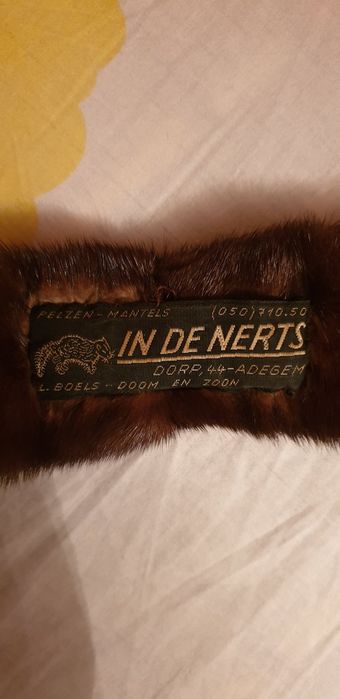 PELZEN-MANTELS (050)710.50
IN DE NERTS
DORP, 44-ADEGEM
L. BOELS-DOOM EN ZOON